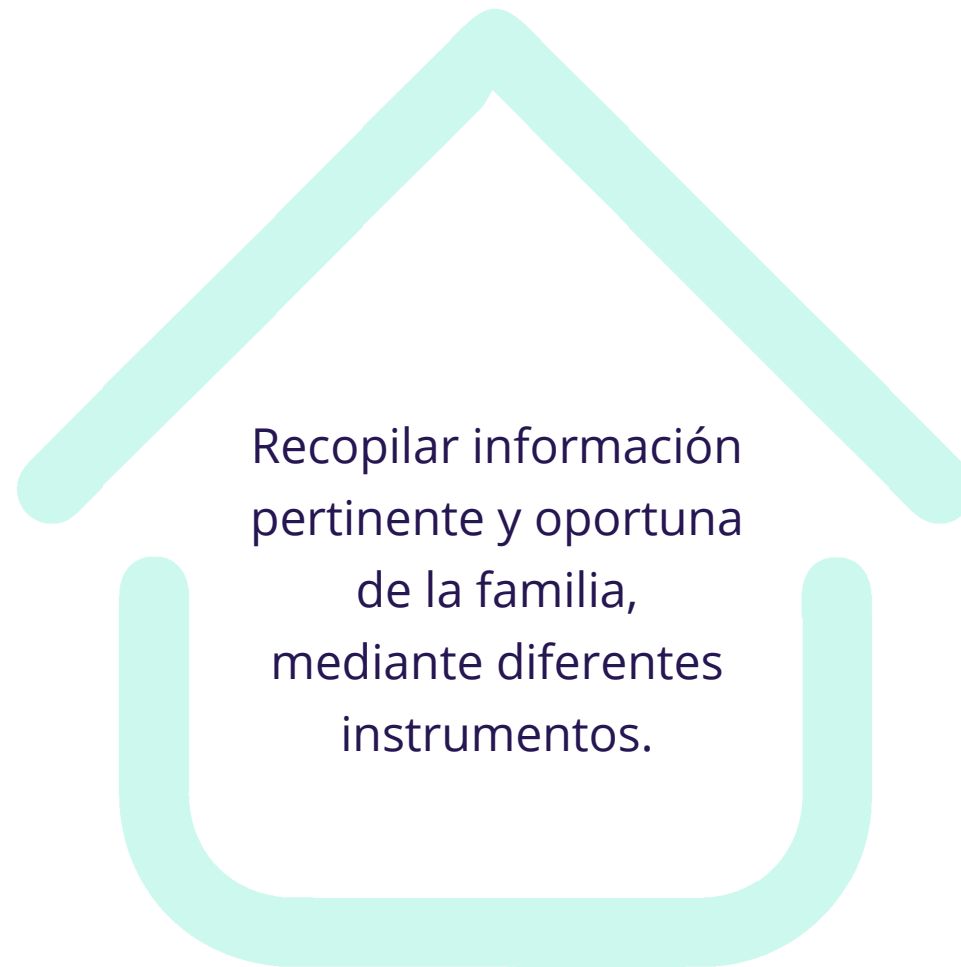 Recopilar información
pertinente y oportuna
de la familia,
mediante diferentes
instrumentos.